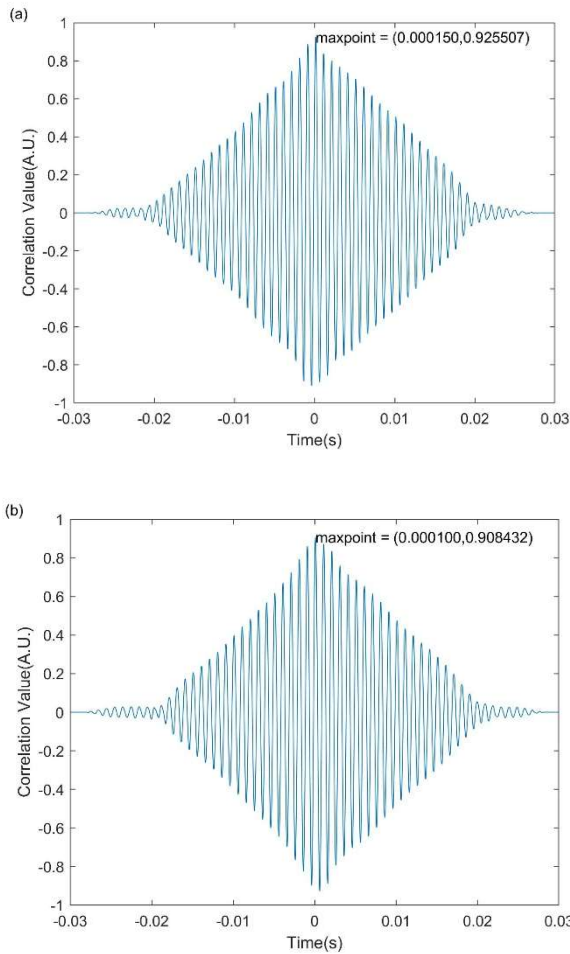 (a)
1
maxpoint = (0.000150,0.925507)
0.8
0.6
0.4
0.2
0
-0.2
-0.4
-0.6
-0.8
-1
Correlation Value(A.U.)
-0.03 -0.02 -0.01 0 0.01 0.02 0.03
Time(s)
(b)
1
maxpoint = (0.000100,0.908432)
0.8
0.6
0.4
0.2
0
-0.2
-0.4
-0.6
-0.8
-1
Correlation Value(A.U.)
-0.03 -0.02 -0.01 0 0.01 0.02 0.03
Time(s)